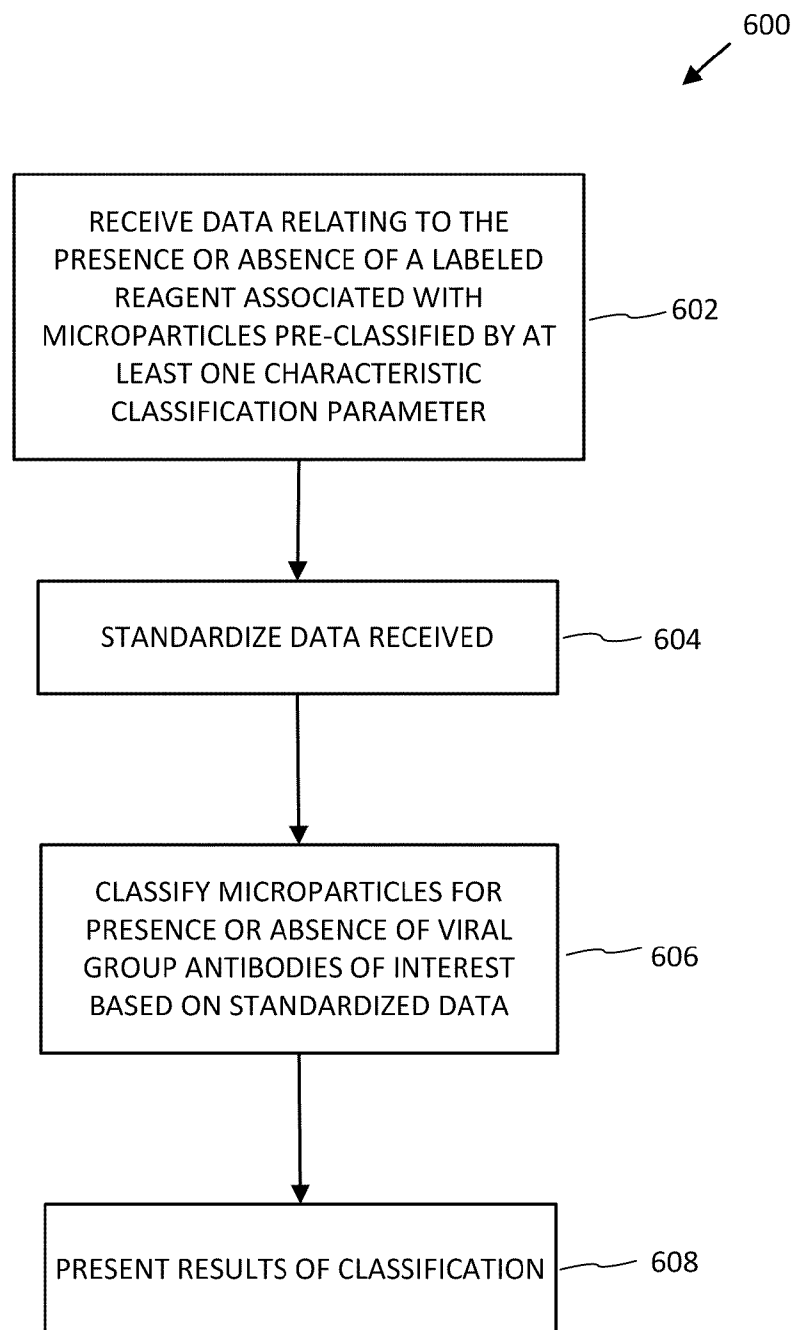 600
RECEIVE DATA RELATING TO THE
PRESENCE OR ABSENCE OF A LABELED
REAGENT ASSOCIATED WITH
MICROPARTICLES PRE-CLASSIFIED BY AT
LEAST ONE CHARACTERISTIC
CLASSIFICATION PARAMETER
602
STANDARDIZE DATA RECEIVED
604
CLASSIFY MICROPARTICLES FOR
PRESENCE OR ABSENCE OF VIRAL
GROUP ANTIBODIES OF INTEREST
BASED ON STANDARDIZED DATA
606
PRESENT RESULTS OF CLASSIFICATION
608